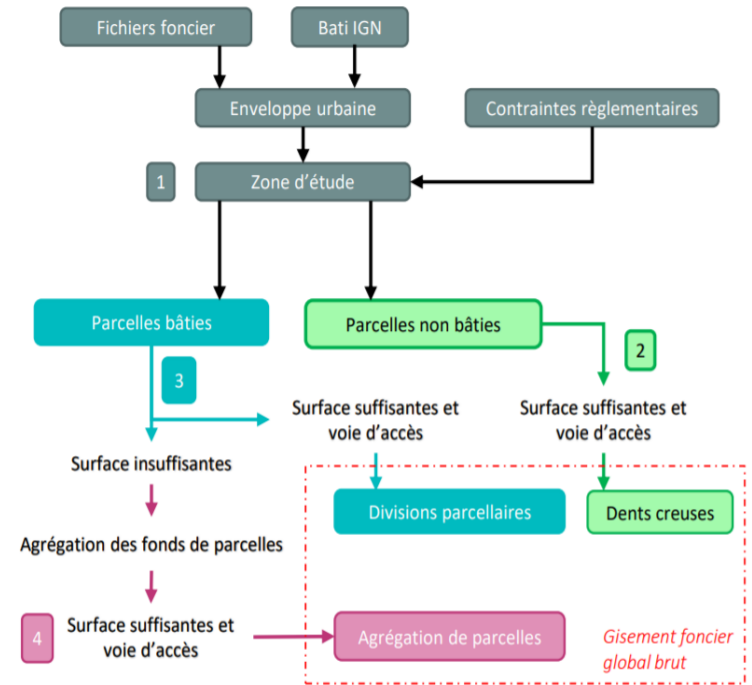 Fichiers foncier
Bati IGN
Enveloppe urbaine
Contraintes règlementaires
1
Zone d'étude
Parcelles bâties
Parcelles non bâties
2
3
Surface suffisantes et
voie d'accès
Surface suffisantes et
voie d'accès
Surface insuffisantes
Divisions parcellaires
Dents creuses
Agrégation des fonds de parcelles
4
Surface suffisantes et
voie d'accès
Agrégation de parcelles
Gisement foncier
global brut